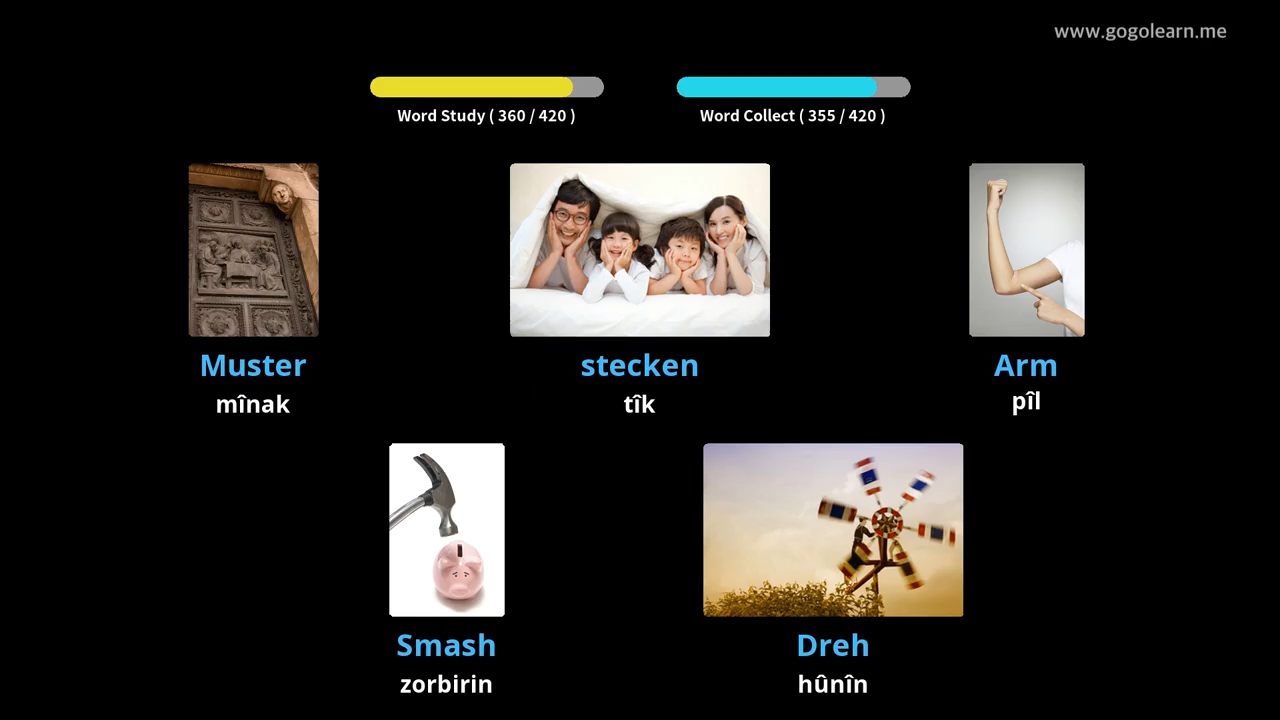 www.gogolearn.me
Word Study ( 360 / 420 )
Word Collect ( 355 / 420 )
Muster
mînak
stecken
tîk
Arm
pîl
Smash
zorbirin
Dreh
hûnîn